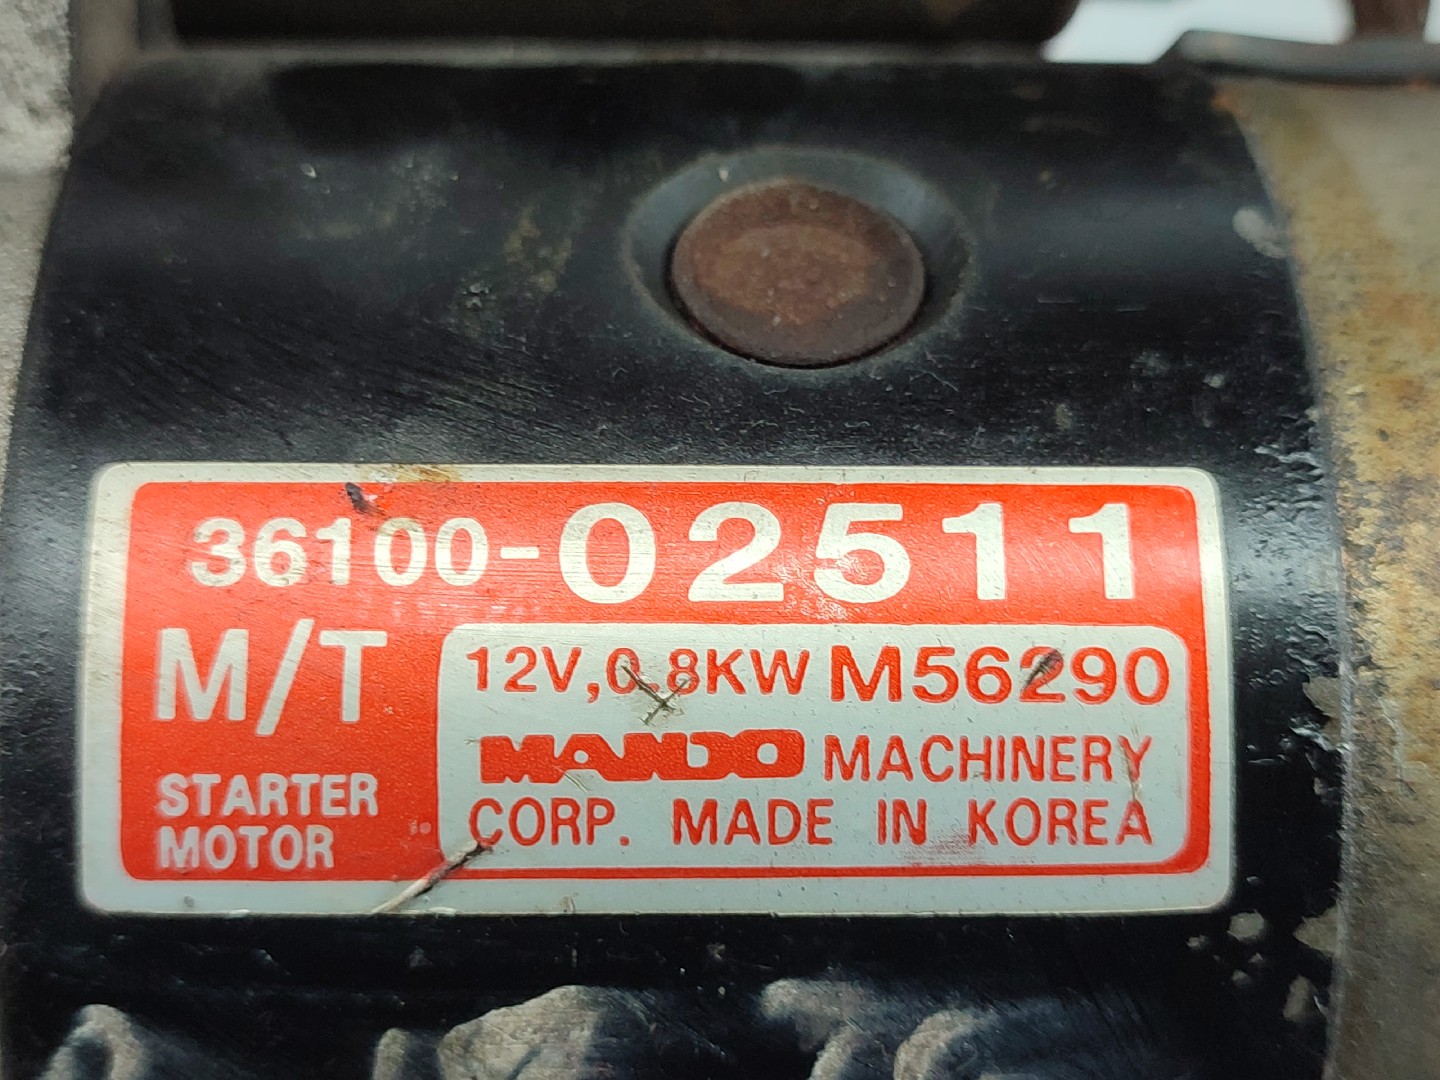 36100-02511
M/T
STARTER
MOTOR
12V, 0.8KW M56290
MANDO MACHINERY
CORP. MADE IN KOREA